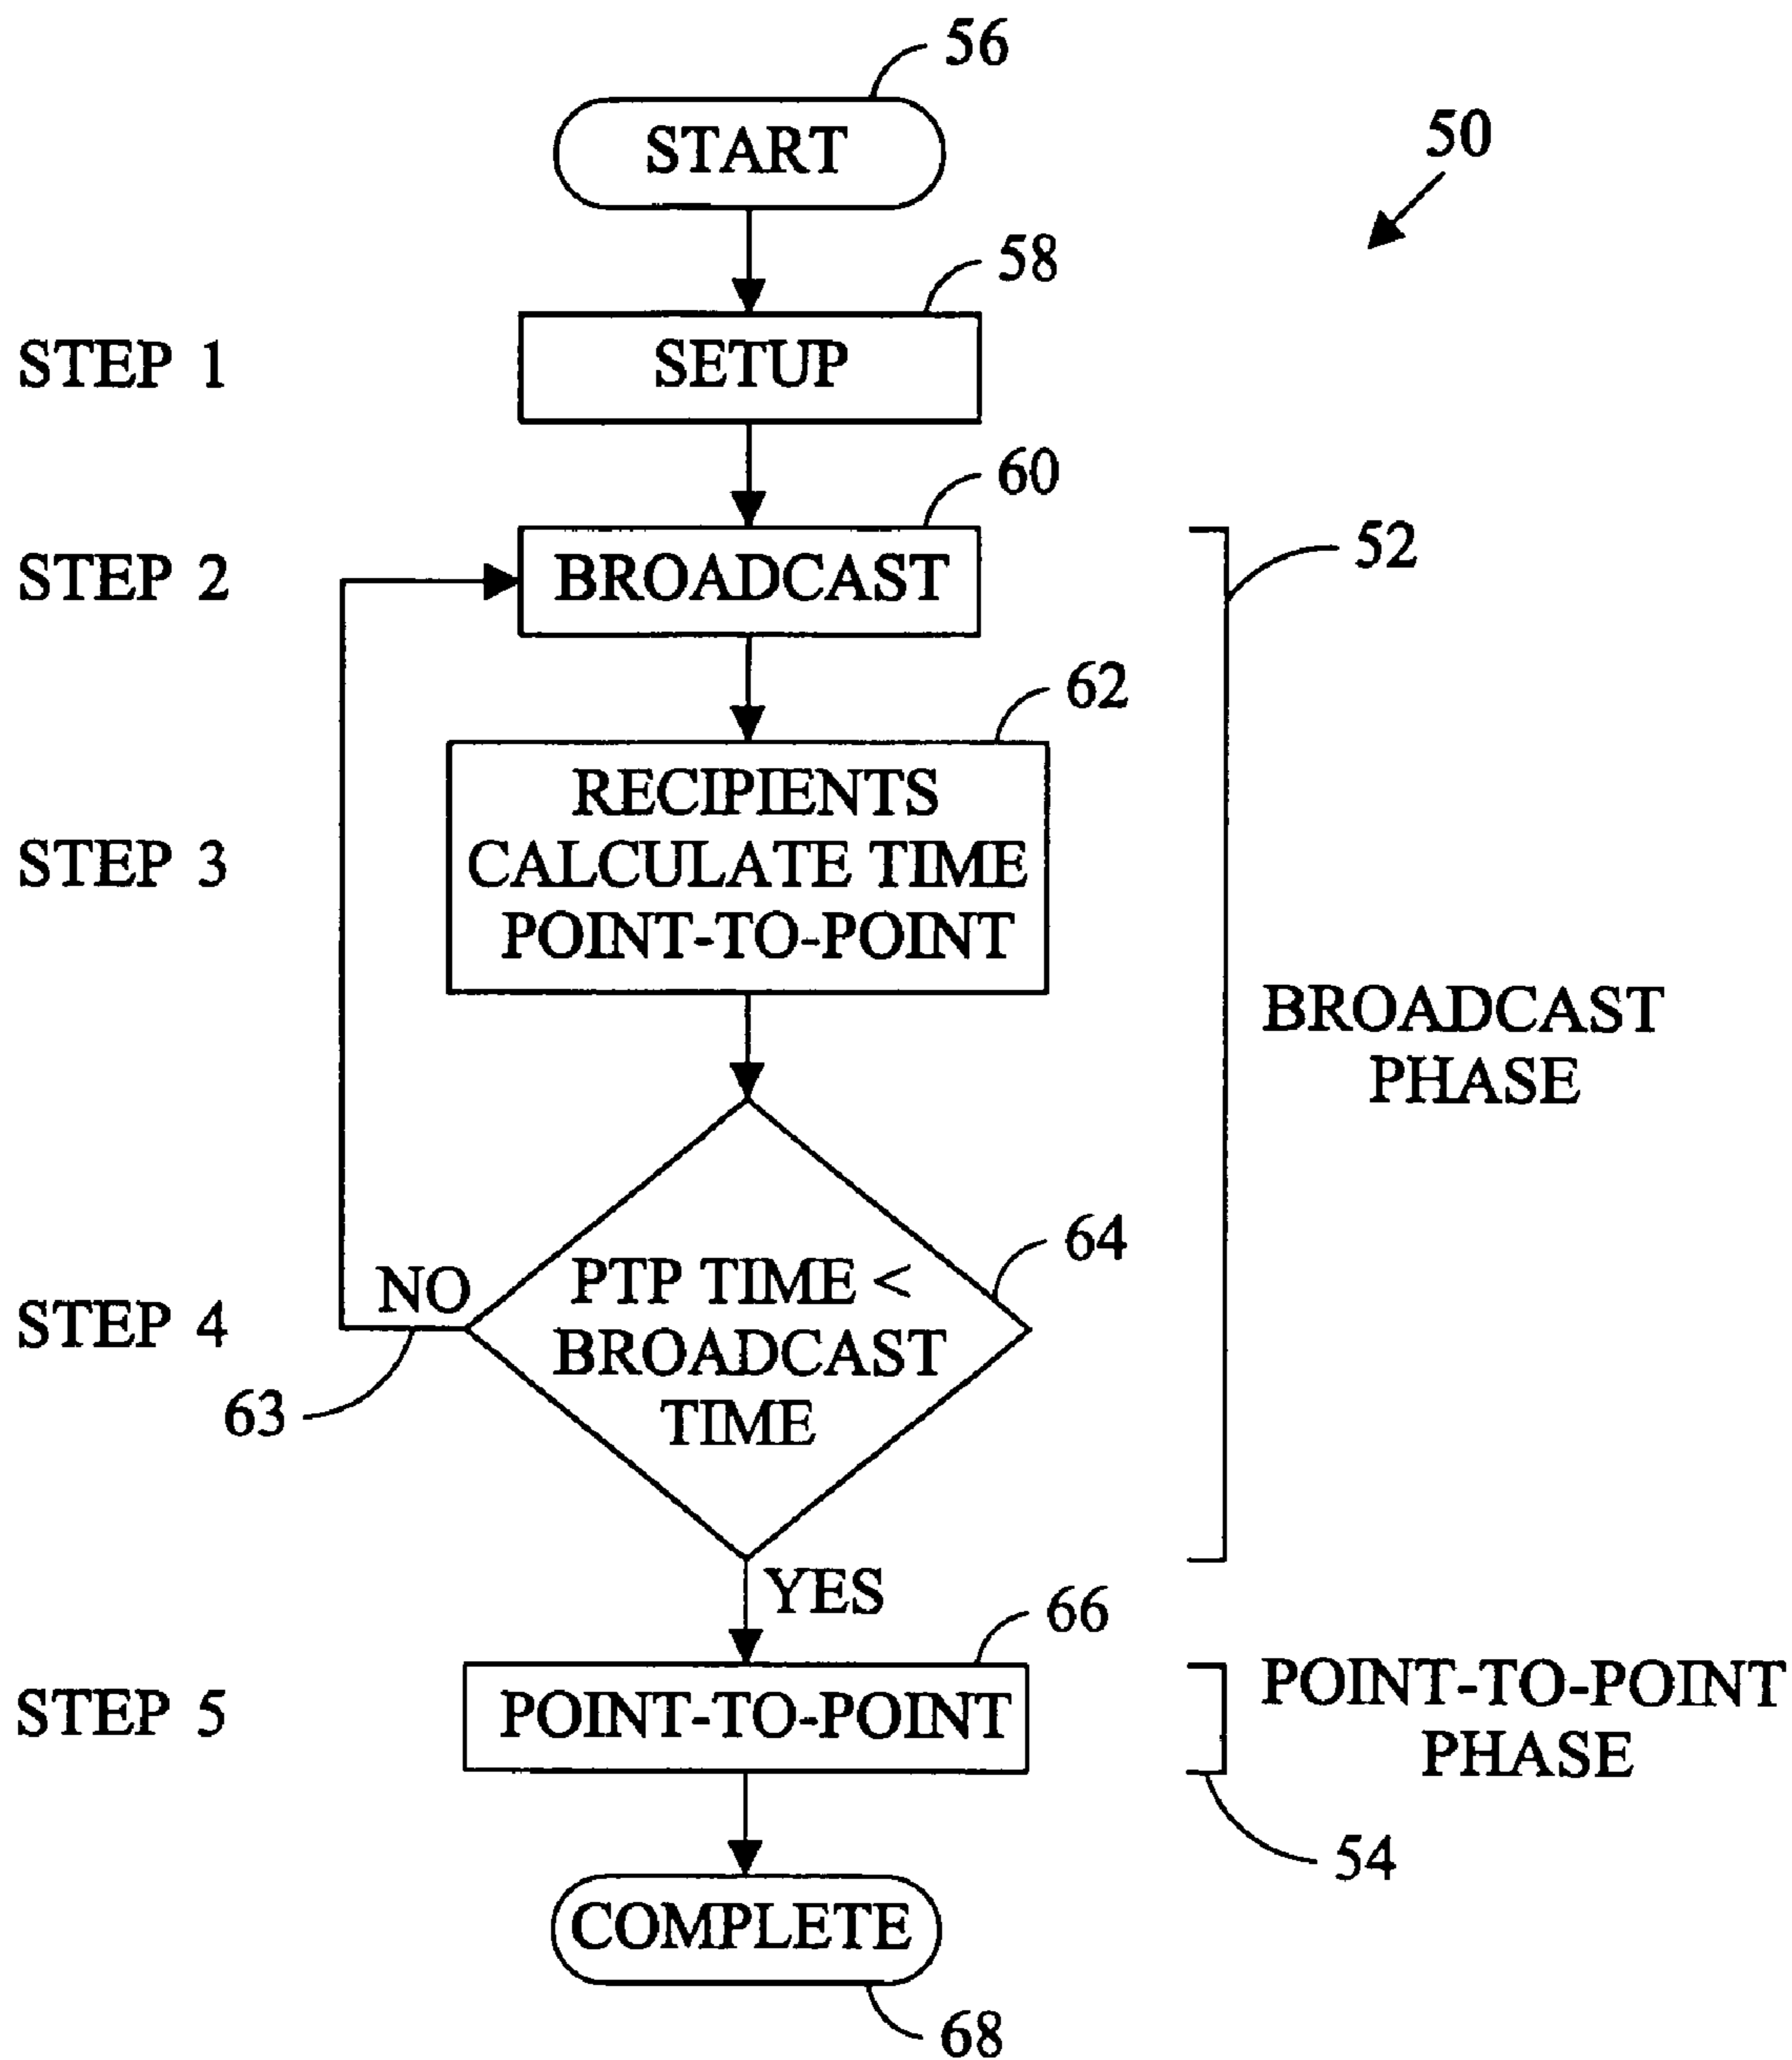 56
START
50
58
STEP 1
SETUP
60
STEP 2
BROADCAST
52
62
STEP 3
RECIPIENTS
CALCULATE TIME
POINT-TO-POINT
BROADCAST
PHASE
64
STEP 4
NO
PTP TIME <
BROADCAST
TIME
63
YES
66
STEP 5
POINT-TO-POINT
POINT-TO-POINT
PHASE
54
COMPLETE
68